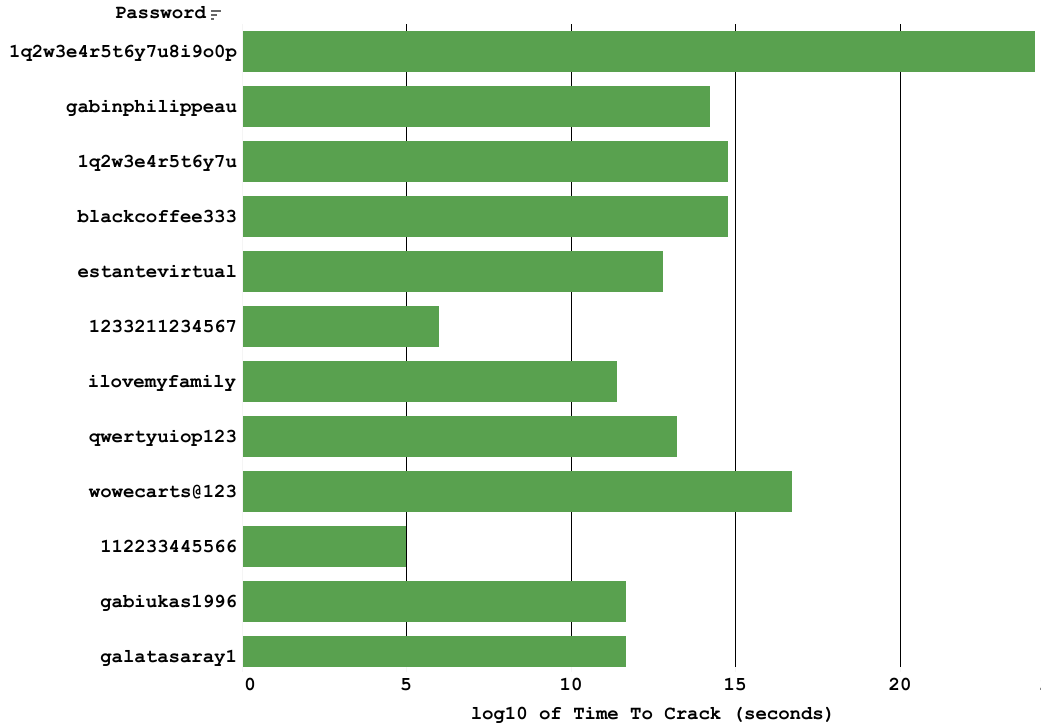 Password
1q2w3e4r5t6y7u8i9o0p
gabinphilippeau
1q2w3e4r5t6y7u
blackcoffee333
estantevirtual
1233211234567
ilovemyfamily
qwertyuiop123
wowecarts@123
112233445566
gabiukas1996
galatasaray1
0 5 10 15 20
log10 of Time To Crack (seconds)